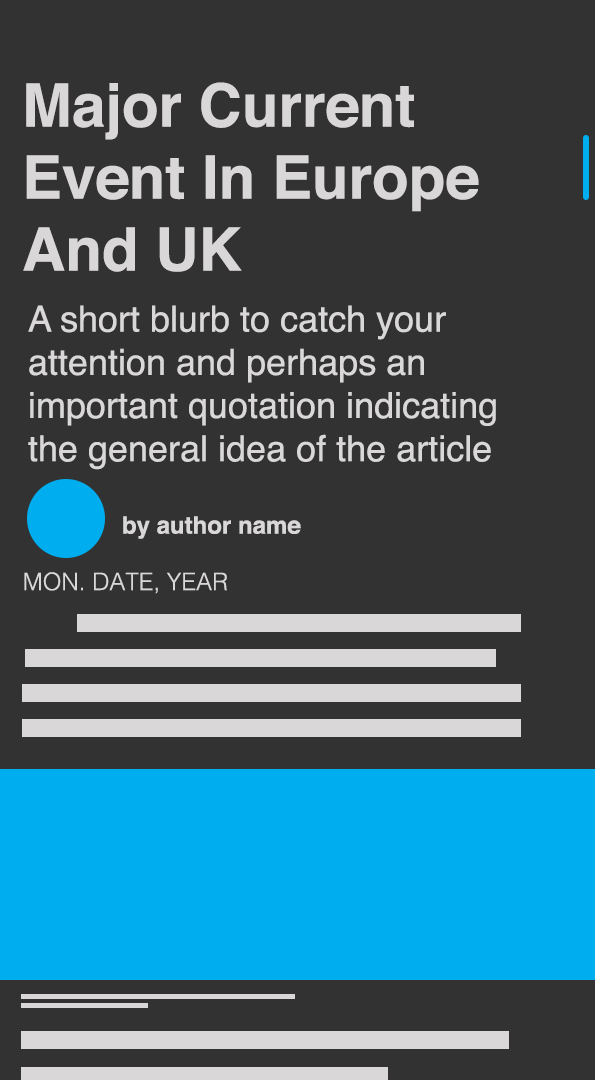 Major Current
Event In Europe
And UK
A short blurb to catch your
attention and perhaps an
important quotation indicating
the general idea of the article
by author name
MON. DATE, YEAR